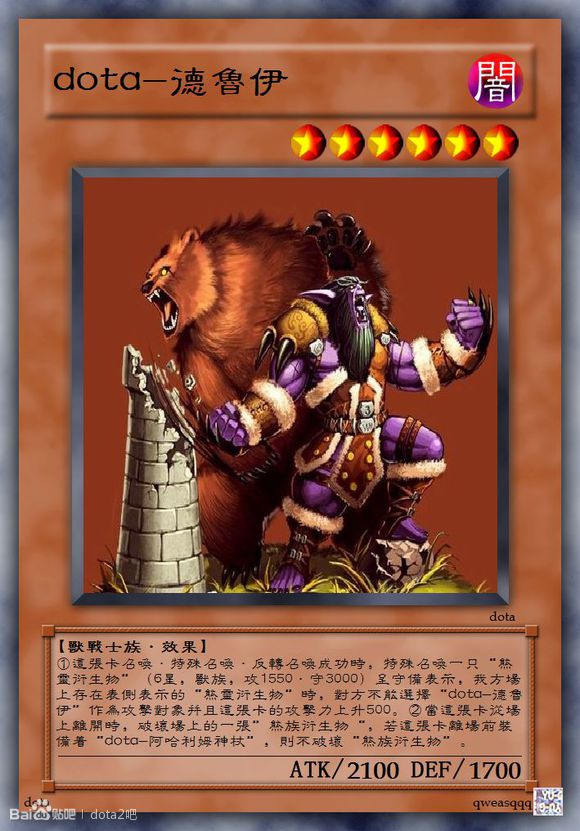 dota-德魯伊
闇
dota
【獸戰士族·效果】
①這張卡召喚·特殊召喚·反轉召喚成功時，特殊召喚一只“熊
靈衍生物”（6星，獸族，攻1550·守3000）呈守備表示，我方場
上存在表側表示的“熊靈衍生物”時，對方不能選擇“dota-德魯
伊”作為攻擊對象并且這張卡的攻擊力上升500。②當這張卡從場
上離開時，破壞場上的一張”熊族衍生物“，若這張卡離場前裝
備着“dota-阿哈利姆神杖”，則不破壞“熊族衍生物”。
ATK/2100 DEF/1700
Bai 贴吧 | dota2吧
qweasqqq